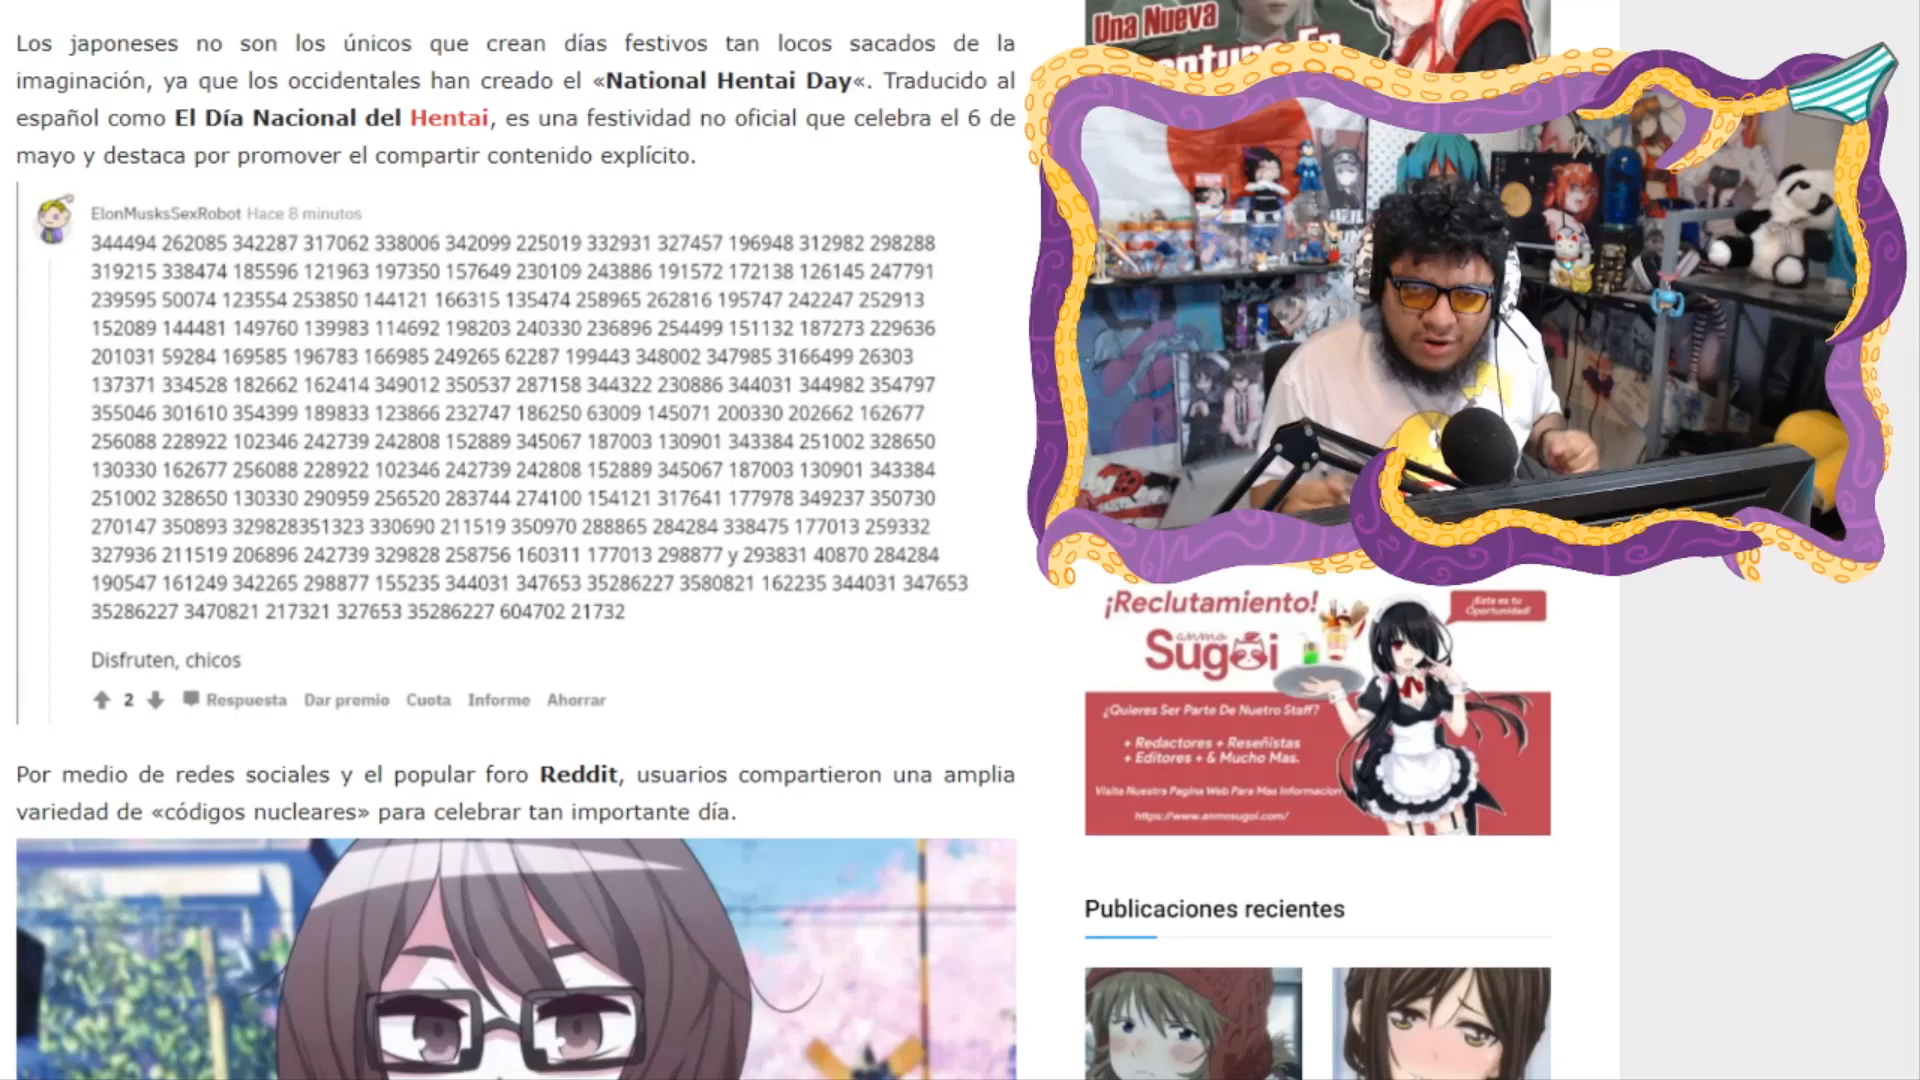 Los japoneses no son los únicos que crean días festivos tan locos sacados de la
imaginación, ya que los occidentales han creado el «National Hentai Day«. Traducido al
español como El Día Nacional del Hentai, es una festividad no oficial que celebra el 6 de
mayo y destaca por promover el compartir contenido explícito.
ElonMusksSexRobot Hace 8 minutos
344494 262085 342287 317062 338006 342099 225019 332931 327457 196948 312982 298288
319215 338474 185596 121963 197350 157649 230109 243886 191572 172138 126145 247791
239595 50074 123554 253850 144121 166315 135474 258965 262816 195747 242247 252913
152089 144481 149760 139983 114692 198203 240330 236896 254499 151132 187273 229636
201031 59284 169585 196783 166985 249265 62287 199443 348002 347985 3166499 26303
137371 334528 182662 162414 349012 350537 287158 344322 230886 344031 344982 354797
355046 301610 354399 189833 123866 232747 186250 63009 145071 200330 202662 162677
256088 228922 102346 242739 242808 152889 345067 187003 130901 343384 251002 328650
130330 162677 256088 228922 102346 242739 242808 152889 345067 187003 130901 343384
251002 328650 130330 290959 256520 283744 274100 154121 317641 177978 349237 350730
270147 350893 329828351323 330690 211519 350970 288865 284284 338475 177013 259332
327936 211519 206896 242739 329828 258756 160311 177013 298877 y 293831 40870 284284
190547 161249 342265 298877 155235 344031 347653 35286227 3580821 162235 344031 347653
35286227 3470821 217321 327653 35286227 604702 21732
Disfruten, chicos
2 Respuesta Dar premio Cuota Informe Ahorrar
Por medio de redes sociales y el popular foro Reddit, usuarios compartieron una amplia
variedad de «códigos nucleares» para celebrar tan importante día.
Una Nueva
¡Reclutamiento!
¡Esta es tu
Oportunidad!
anmo
Sugoi
¿Quieres Ser Parte De Nuetro Staff?
+ Redactores + Reseñistas
+ Editores + & Mucho Mas.
Visita Nuestra Pagina Web Para Mas Informacion
https://www.anmosugoi.com/
Publicaciones recientes